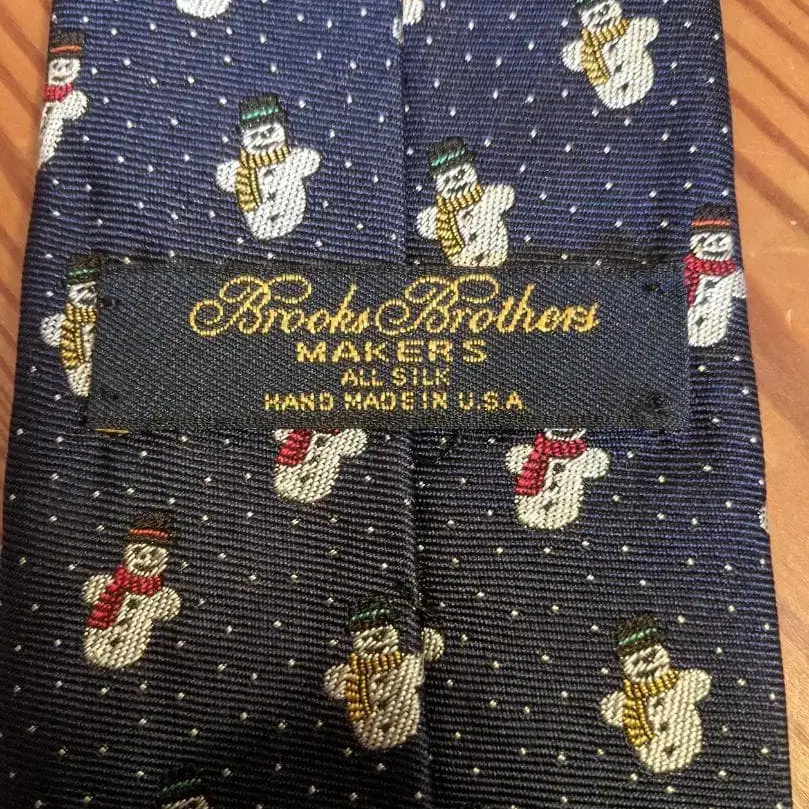 Brooks Brothers
MAKERS
ALL SILK
HAND MADE IN U.S.A